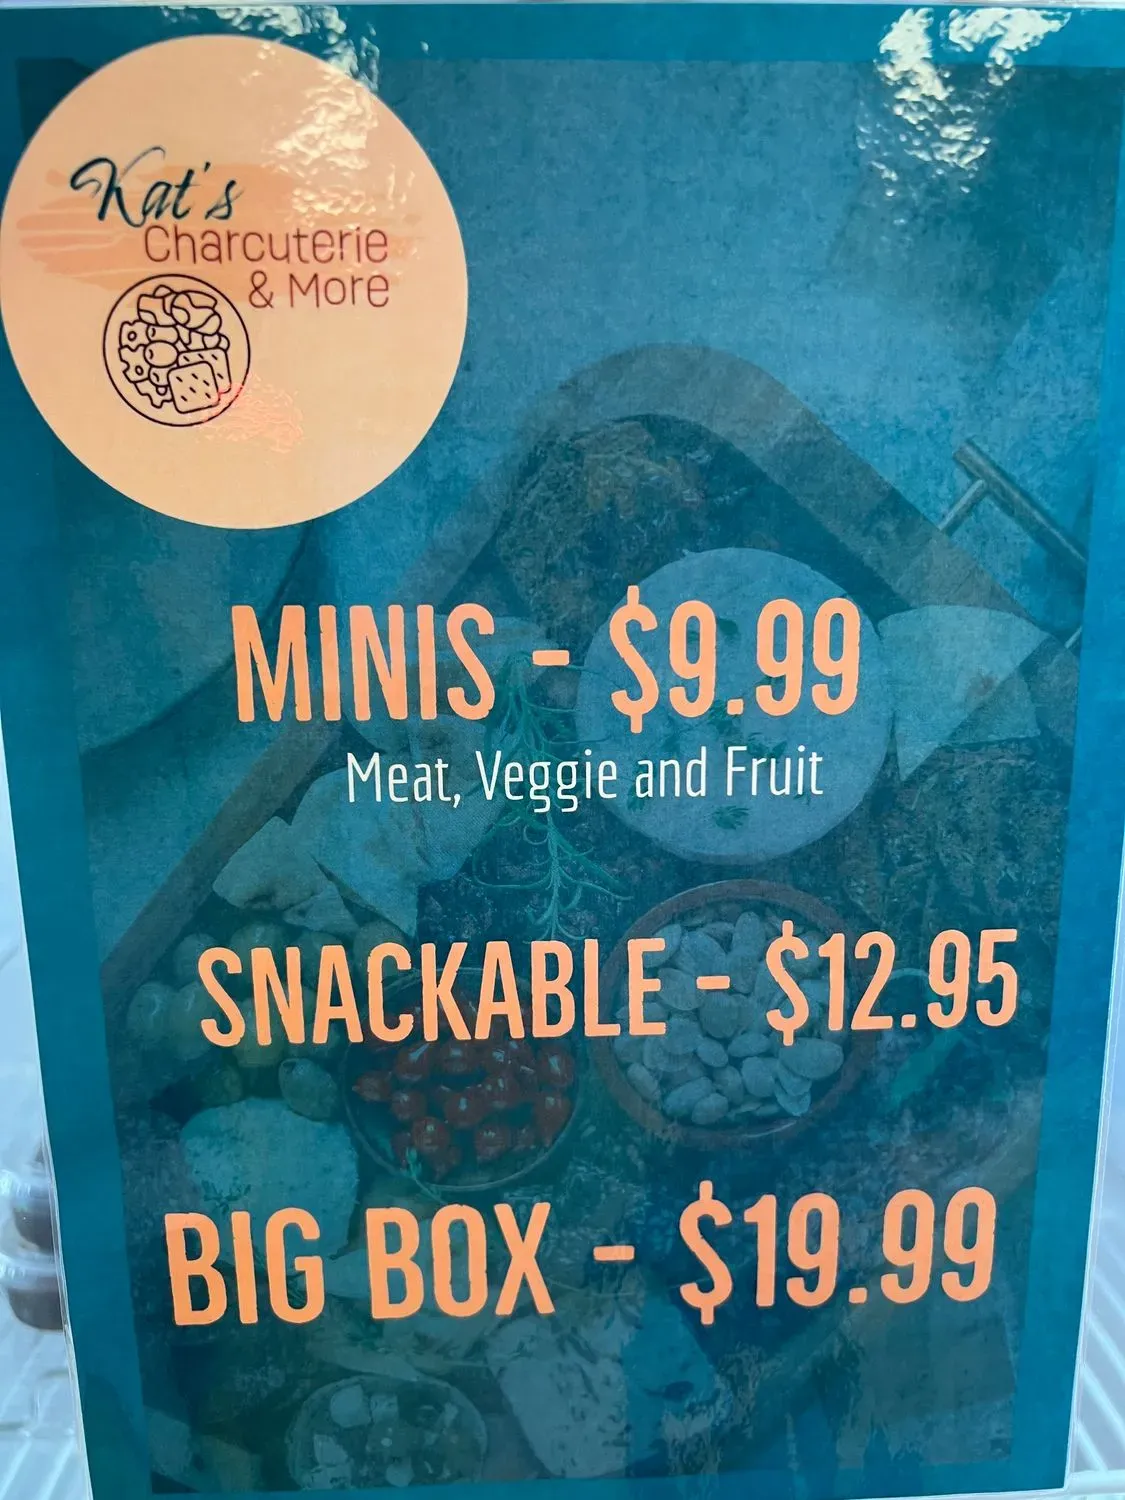 Kat's
Charcuterie
& More
MINIS - $9.99
Meat, Veggie and Fruit
SNACKABLE - $12.95
BIG BOX - $19.99